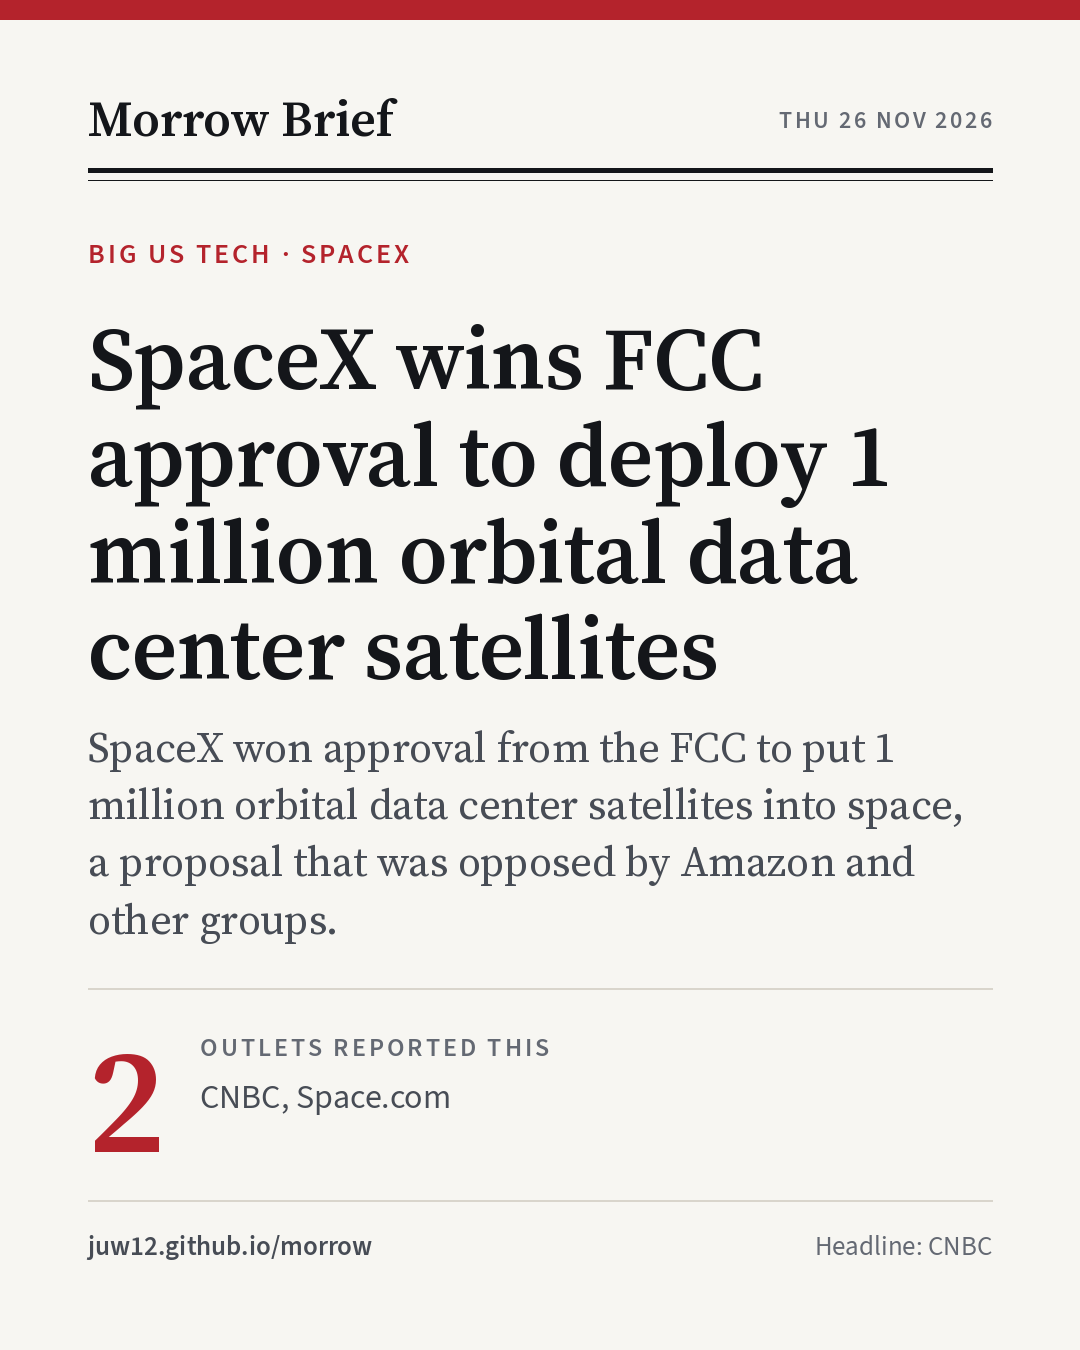 Morrow Brief
THU 26 NOV 2026
BIG US TECH · SPACEX
SpaceX wins FCC
approval to deploy 1
million orbital data
center satellites
SpaceX won approval from the FCC to put 1
million orbital data center satellites into space,
a proposal that was opposed by Amazon and
other groups.
2
OUTLETS REPORTED THIS
CNBC, Space.com
juw12.github.io/morrow
Headline: CNBC